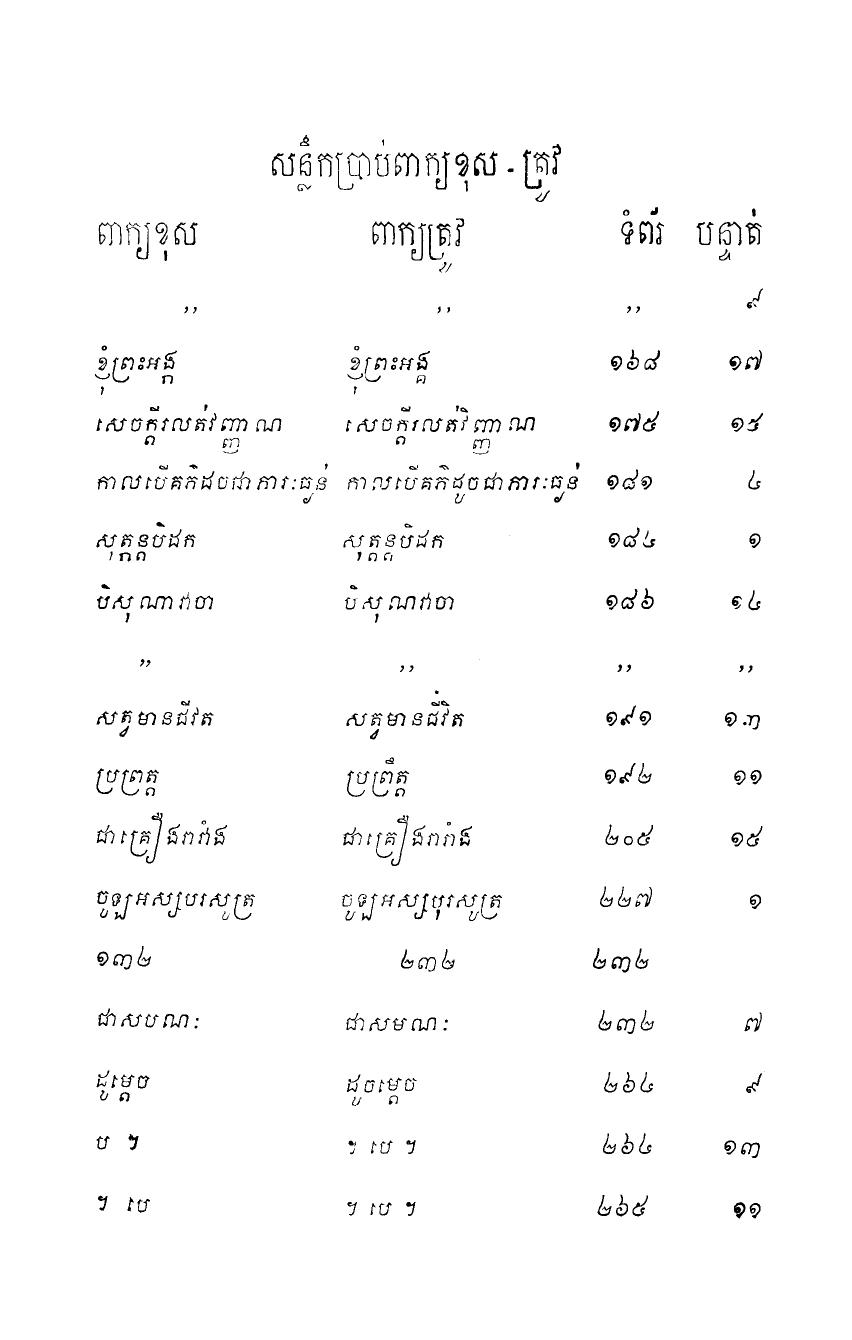 សន្លឹកប្រាប់ពាក្យខុស - ត្រូវ
ពាក្យខុស ពាក្យត្រូវ ទំព័រ បន្ទាត់
,, ,, ,, ៩
ខ្ញុំព្រះអង្គ ខ្ញុំព្រះអង្គ ១៦៨ ១៧
សេចក្ដីរលត់វញ្ញាណ សេចក្ដីរលត់វិញ្ញាណ ១៧៥ ១៥
កាលបើគភ៌ដចជាភារៈធ្ងន់ កាលបើគភ៌ដូចជាភារៈធ្ងន់ ១៨១ ៤
សុត្តន្តបិដក សុត្តន្តបិដក ១៨៤ ១
បិសុណាវាចា បិសុណវាចា ១៨៦ ១៤
,, ,, ,, ,,
សត្វមានជីវត សត្វមានជីវិត ១៩១ ១៣
ប្រព្រត្ត ប្រព្រឹត្ត ១៩២ ១១
ជាគ្រឿងរារាំង ជាគ្រឿងរារាំង ២០៥ ១៥
ចូឡអស្សបរសូត្រ ចូឡអស្សបុរសូត្រ ២២៧ ១
១៣២ ២៣២ ២៣២
ជាសបណៈ ជាសមណៈ ២៣២ ៧
ដូម្ដេច ដូចម្ដេច ២៦៤ ៩
ប ។ ។ បេ ។ ២៦៤ ១៣
។ បេ ។ បេ ។ ២៦៥ ១១